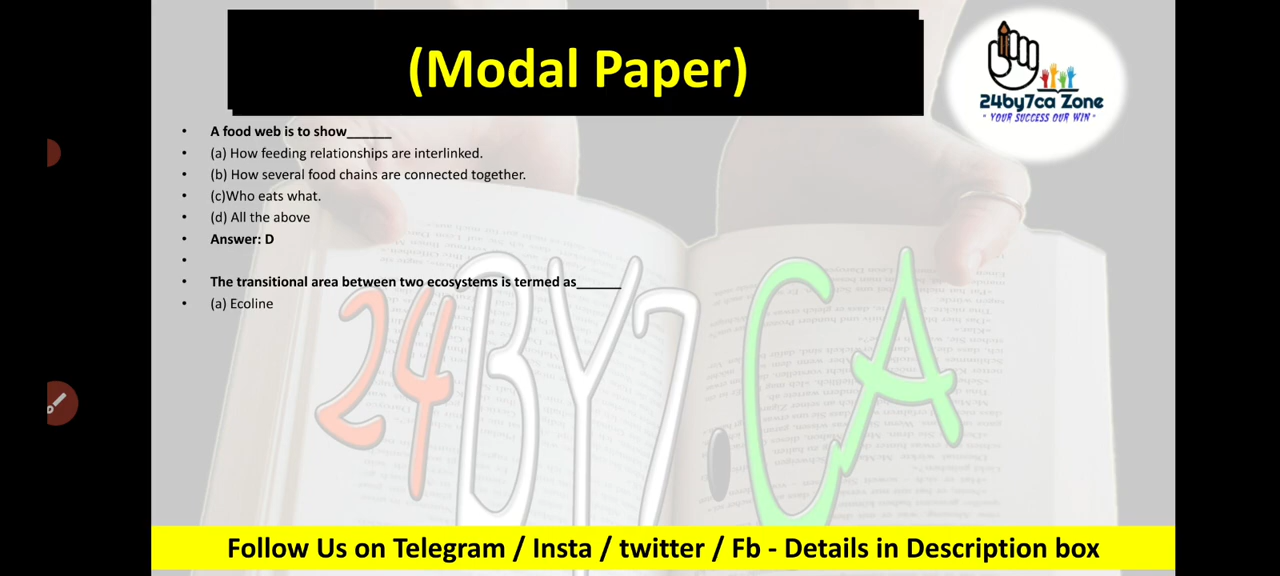 (Modal Paper)
24by7ca Zone
" YOUR SUCCESS OUR WIN "
• A food web is to show______
• (a) How feeding relationships are interlinked.
• (b) How several food chains are connected together.
• (c)Who eats what.
• (d) All the above
• Answer: D
•
• The transitional area between two ecosystems is termed as______
• (a) Ecoline
24BY7.CA
Follow Us on Telegram / Insta / twitter / Fb - Details in Description box